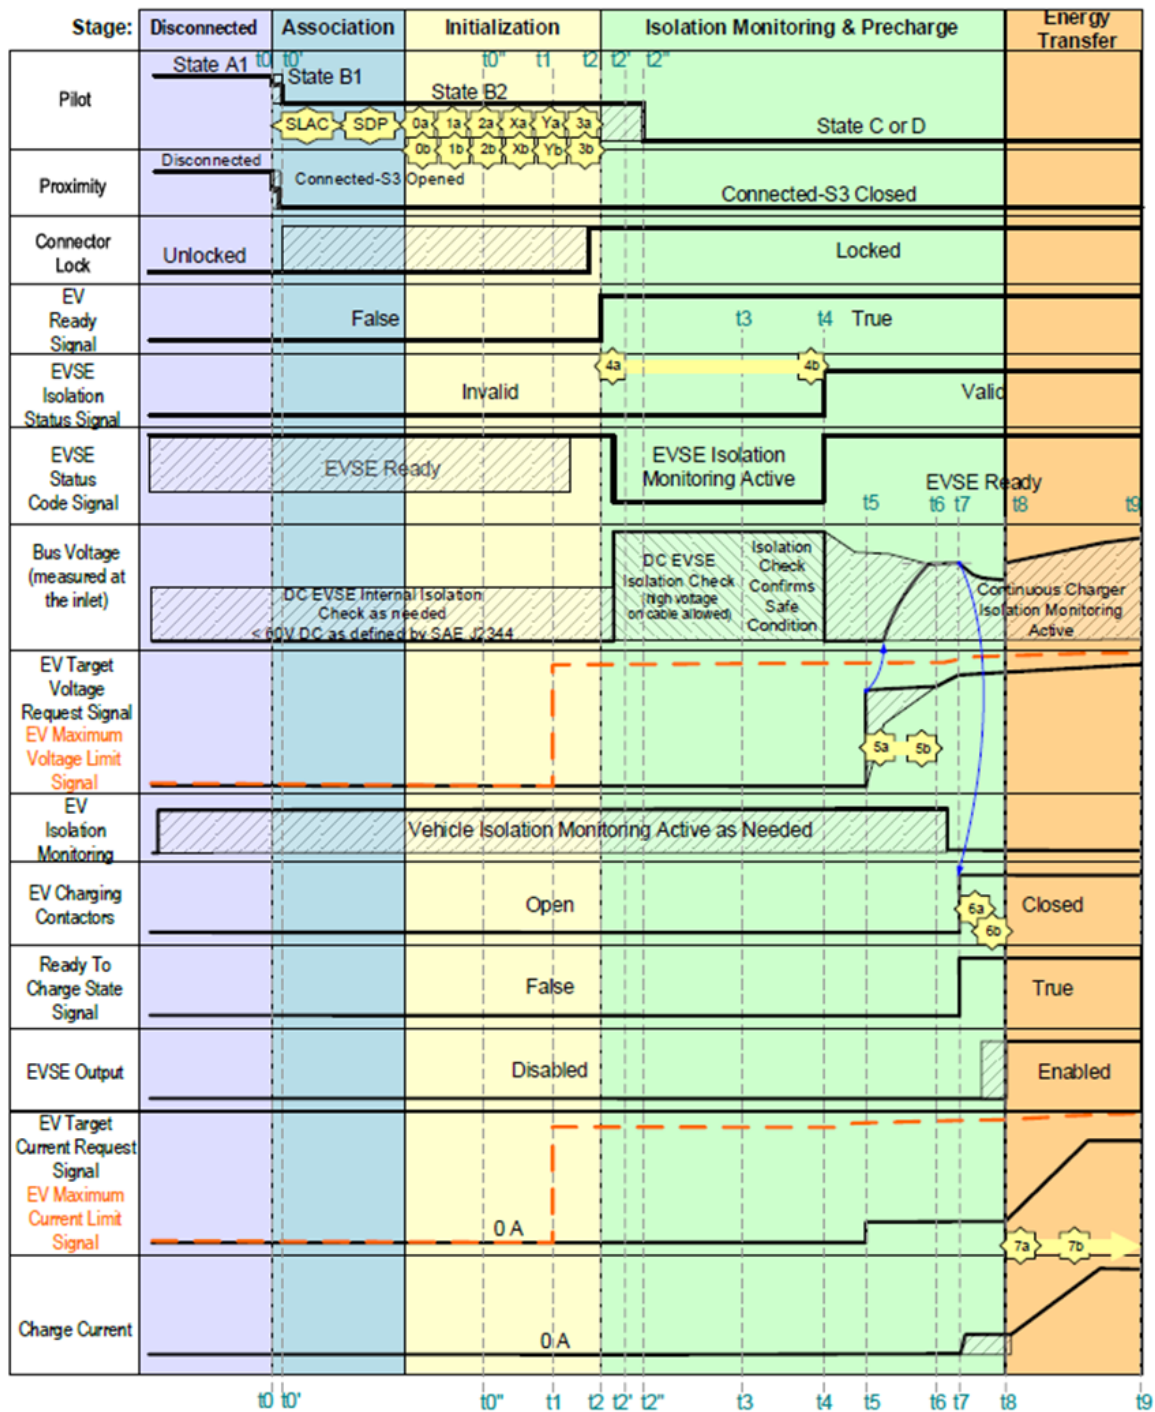 Stage: Disconnected Association Initialization Isolation Monitoring & Precharge Energy
Transfer
t0 t0' t0" t1 t2 t2' t2"
Pilot
State A1
State B1
State B2
SLAC SDP 0a 1a 2a Xa Ya 3a
0b 1b 2b Xb Yb 3b
State C or D
Proximity
Disconnected
Connected-S3 Opened
Connected-S3 Closed
Connector
Lock
Unlocked
Locked
EV
Ready
Signal
False
t3 t4 True
EVSE
Isolation
Status Signal
4a 4b
Invalid
Valid
EVSE
Status
Code Signal
EVSE Ready
EVSE Isolation
Monitoring Active
EVSE Ready
t5 t6 t7 t8 t9
Bus Voltage
(measured at
the inlet)
DC EVSE Internal Isolation
Check as needed
< 60V DC as defined by SAE J2344
DC EVSE
Isolation Check
(high voltage
on cable allowed)
Isolation
Check
Confirms
Safe
Condition
Continuous Charger
Isolation Monitoring
Active
EV Target
Voltage
Request Signal
EV Maximum
Voltage Limit
Signal
5a 5b
EV
Isolation
Monitoring
Vehicle Isolation Monitoring Active as Needed
EV Charging
Contactors
Open
6a
6b
Closed
Ready To
Charge State
Signal
False
True
EVSE Output
Disabled
Enabled
EV Target
Current Request
Signal
EV Maximum
Current Limit
Signal
0 A
7a 7b
Charge Current
0 A
t0 t0' t0" t1 t2 t2' t2" t3 t4 t5 t6 t7 t8 t9